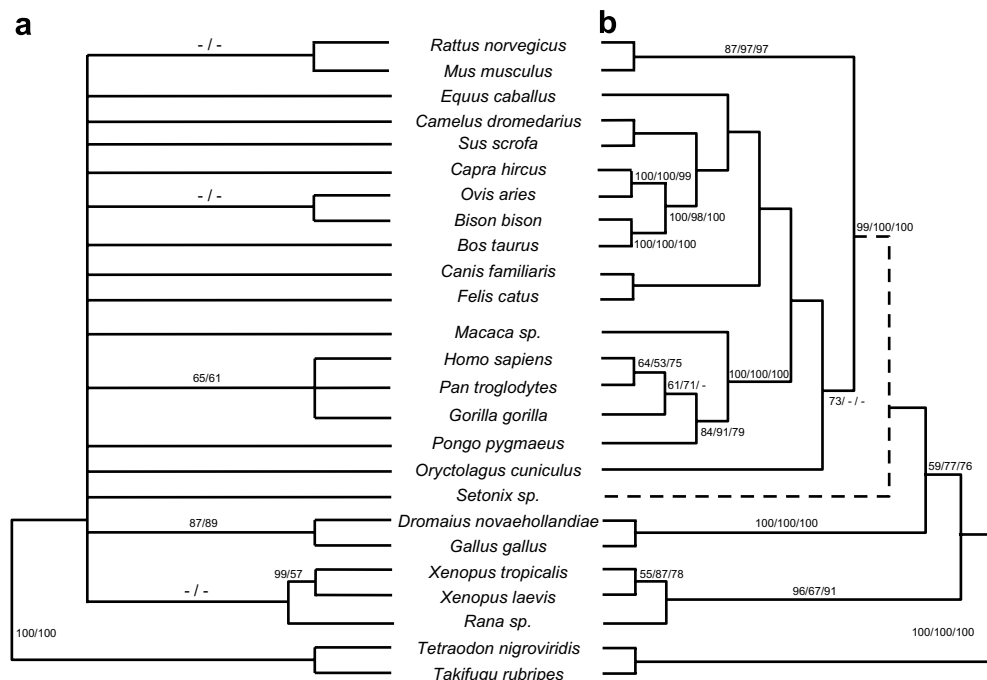 a
b
- / -
Rattus norvegicus
87/97/97
Mus musculus
Equus caballus
Camelus dromedarius
Sus scrofa
Capra hircus
100/100/99
- / -
Ovis aries
Bison bison
100/98/100
99/100/100
Bos taurus
100/100/100
Canis familiaris
Felis catus
Macaca sp.
Homo sapiens
64/53/75
65/61
100/100/100
Pan troglodytes
61/71/ -
73/ - / -
Gorilla gorilla
84/91/79
Pongo pygmaeus
Oryctolagus cuniculus
59/77/76
Setonix sp.
87/89
Dromaius novaehollandiae
100/100/100
Gallus gallus
99/57
Xenopus tropicalis
55/87/78
- / -
Xenopus laevis
96/67/91
Rana sp.
100/100
100/100/100
Tetraodon nigroviridis
Takifugu rubripes